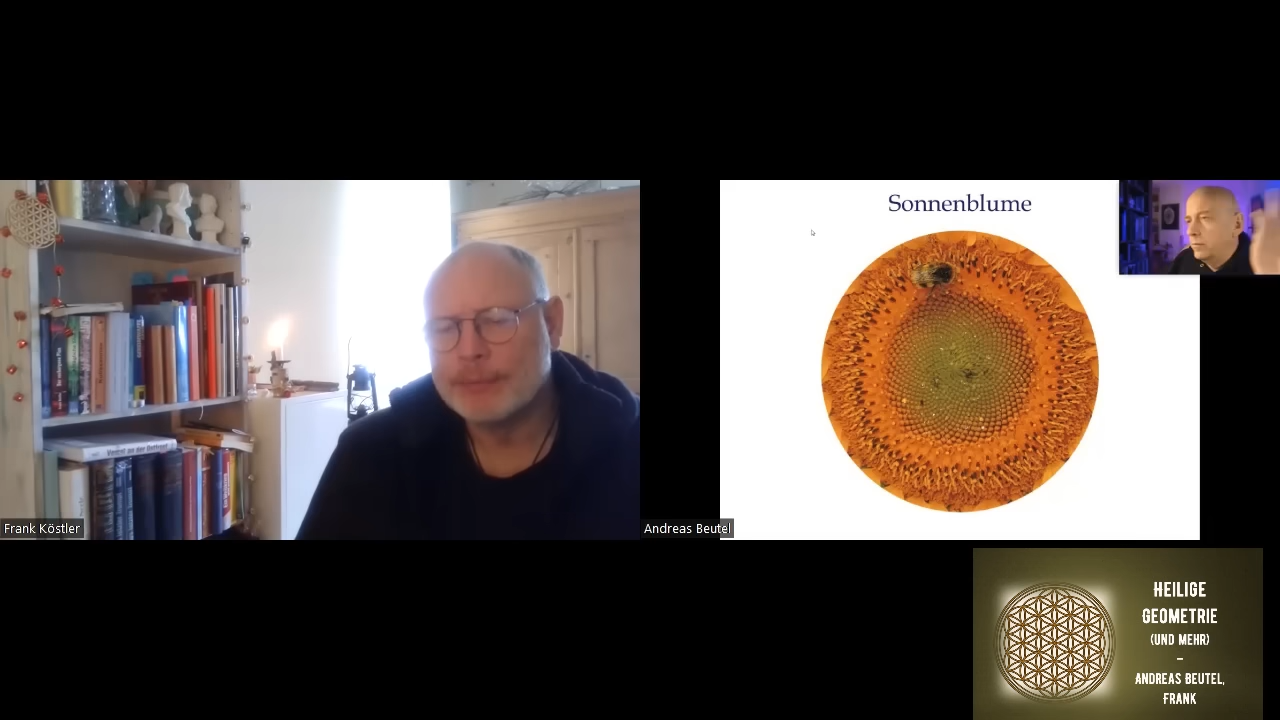 Sonnenblume
Frank Köstler
Andreas Beutel
HEILIGE
GEOMETRIE
(UND MEHR)
–
ANDREAS BEUTEL,
FRANK